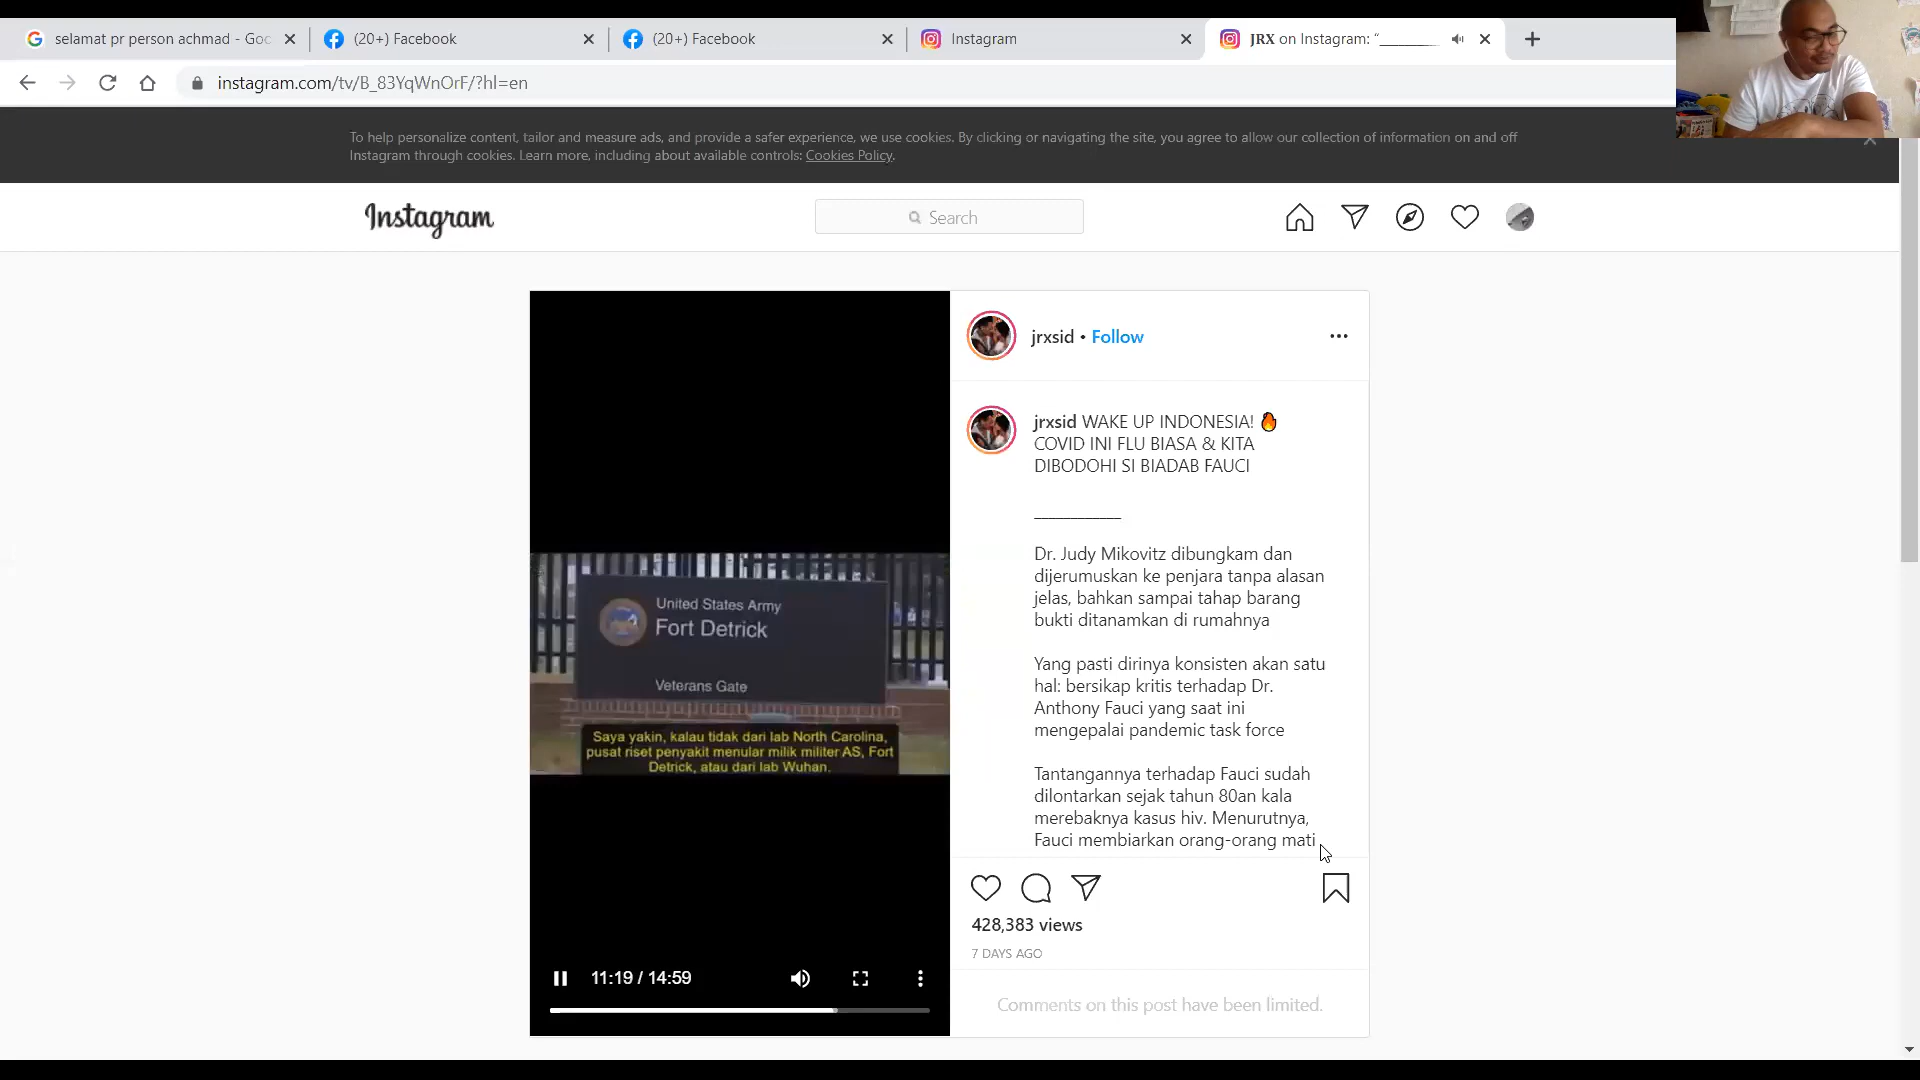 selamat pr person achmad - Goo
(20+) Facebook
(20+) Facebook
Instagram
JRX on Instagram: “________
instagram.com/tv/B_83YqWnOrF/?hl=en
To help personalize content, tailor and measure ads, and provide a safer experience, we use cookies. By clicking or navigating the site, you agree to allow our collection of information on and off
Instagram through cookies. Learn more, including about available controls: Cookies Policy.
Instagram
Search
jrxsid • Follow
jrxsid WAKE UP INDONESIA! 🔥
COVID INI FLU BIASA & KITA
DIBODOHI SI BIADAB FAUCI
___________
Dr. Judy Mikovitz dibungkam dan
dijerumuskan ke penjara tanpa alasan
jelas, bahkan sampai tahap barang
bukti ditanamkan di rumahnya
Yang pasti dirinya konsisten akan satu
hal: bersikap kritis terhadap Dr.
Anthony Fauci yang saat ini
mengepalai pandemic task force
Tantangannya terhadap Fauci sudah
dilontarkan sejak tahun 80an kala
merebaknya kasus hiv. Menurutnya,
Fauci membiarkan orang-orang mati
United States Army
Fort Detrick
Veterans Gate
Saya yakin, kalau tidak dari lab North Carolina,
pusat riset penyakit menular milik militer AS, Fort
Detrick, atau dari lab Wuhan.
11:19 / 14:59
428,383 views
7 DAYS AGO
Comments on this post have been limited.